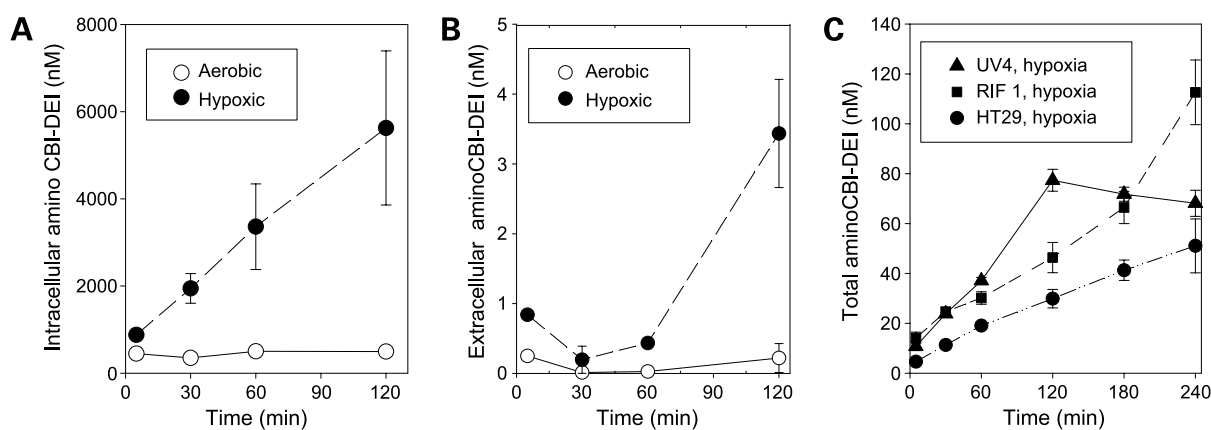 A
Intracellular amino CBI-DEI (nM)
8000
6000
4000
2000
0
Aerobic
Hypoxic
0 30 60 90 120
Time (min)
B
Extracellular aminoCBI-DEI (nM)
5
4
3
2
1
0
Aerobic
Hypoxic
0 30 60 90 120
Time (min)
C
Total aminoCBI-DEI (nM)
140
120
100
80
60
40
20
0
UV4, hypoxia
RIF 1, hypoxia
HT29, hypoxia
0 60 120 180 240
Time (min)